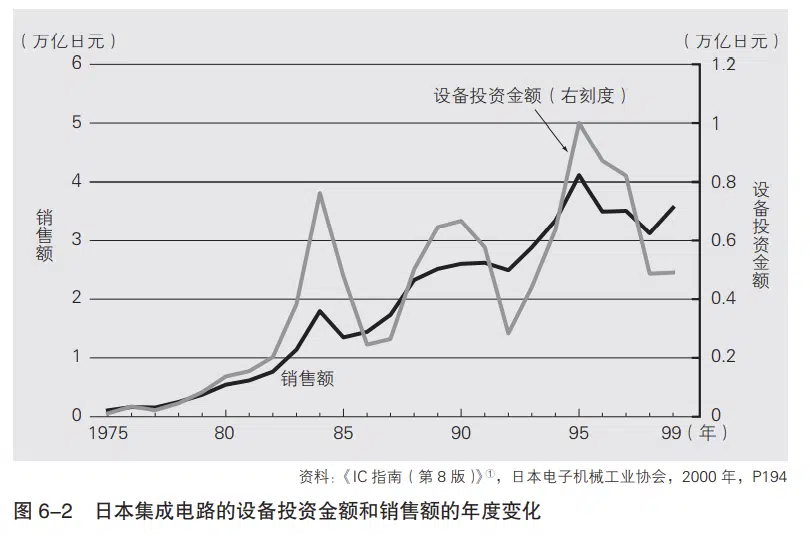 （万亿日元）
（万亿日元）
6
1.2
设备投资金额（右刻度）
5
1
4
0.8
销售额
设备投资金额
3
0.6
2
0.4
1
0.2
销售额
0
0
1975
80
85
90
95
99（年）
资料：《IC 指南（第 8 版）》①，日本电子机械工业协会，2000 年，P194
图 6–2 日本集成电路的设备投资金额和销售额的年度变化